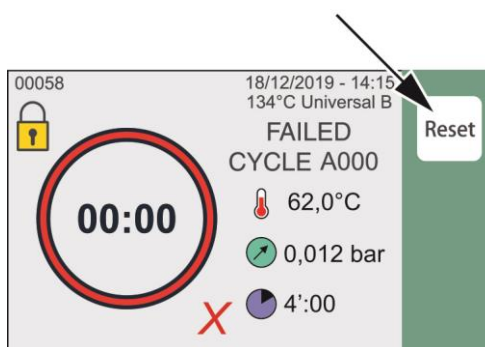 00058
18/12/2019 - 14:15
134°C Universal B
FAILED
CYCLE A000
62,0°C
0,012 bar
4':00
00:00
X
Reset